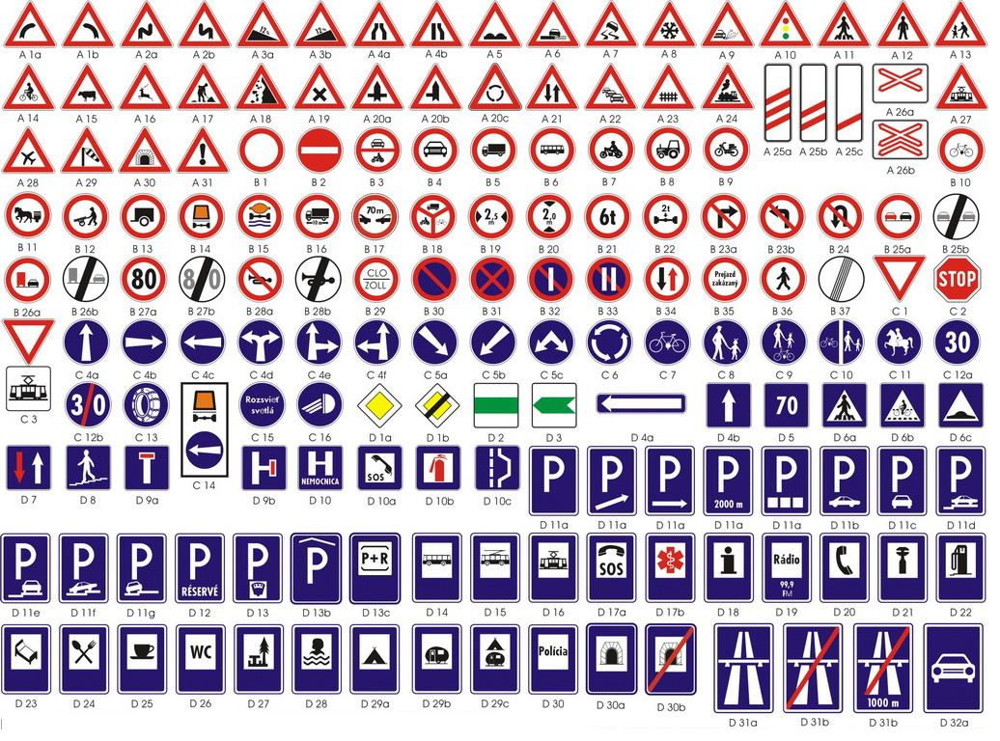 12%
12%
A 1a A 1b A 2a A 2b A 3a A 3b A 4a A 4b A 5 A 6 A 7 A 8 A 9 A 10 A 11 A 12 A 13
A 26a
A 14 A 15 A 16 A 17 A 18 A 19 A 20a A 20b A 20c A 21 A 22 A 23 A 24 A 27
A 25a A 25b A 25c
A 26b
A 28 A 29 A 30 A 31 B 1 B 2 B 3 B 4 B 5 B 6 B 7 B 8 B 9 B 10
10
70m
2,5 m
2,0 m
6t
2t
B 11 B 12 B 13 B 14 B 15 B 16 B 17 B 18 B 19 B 20 B 21 B 22 B 23a B 23b B 24 B 25a B 25b
80
80
CLO
ZOLL
Prejazd
zakázaný
STOP
B 26a B 26b B 27a B 27b B 28a B 28b B 29 B 30 B 31 B 32 B 33 B 34 B 35 B 36 B 37 C 1 C 2
30
C 4a C 4b C 4c C 4d C 4e C 4f C 5a C 5b C 5c C 6 C 7 C 8 C 9 C 10 C 11 C 12a
C 3
30
Rozsvieť
svetlá
70
C 12b C 13 C 15 C 16 D 1a D 1b D 2 D 3 D 4a D 4b D 5 D 6a D 6b D 6c
C 14
H
NEMOCNICA
SOS
D 7 D 8 D 9a D 9b D 10 D 10a D 10b D 10c
P P P P P P P P
2000 m
D 11a D 11a D 11a D 11a D 11a D 11b D 11c D 11d
P P P P P P P+R
RÉSERVÉ
SOS
Rádio
99,9
FM
D 11e D 11f D 11g D 12 D 13 D 13b D 13c D 14 D 15 D 16 D 17a D 17b D 18 D 19 D 20 D 21 D 22
WC
Polícia
1000 m
D 23 D 24 D 25 D 26 D 27 D 28 D 29a D 29b D 29c D 30 D 30a D 30b
D 31a D 31b D 31b D 32a